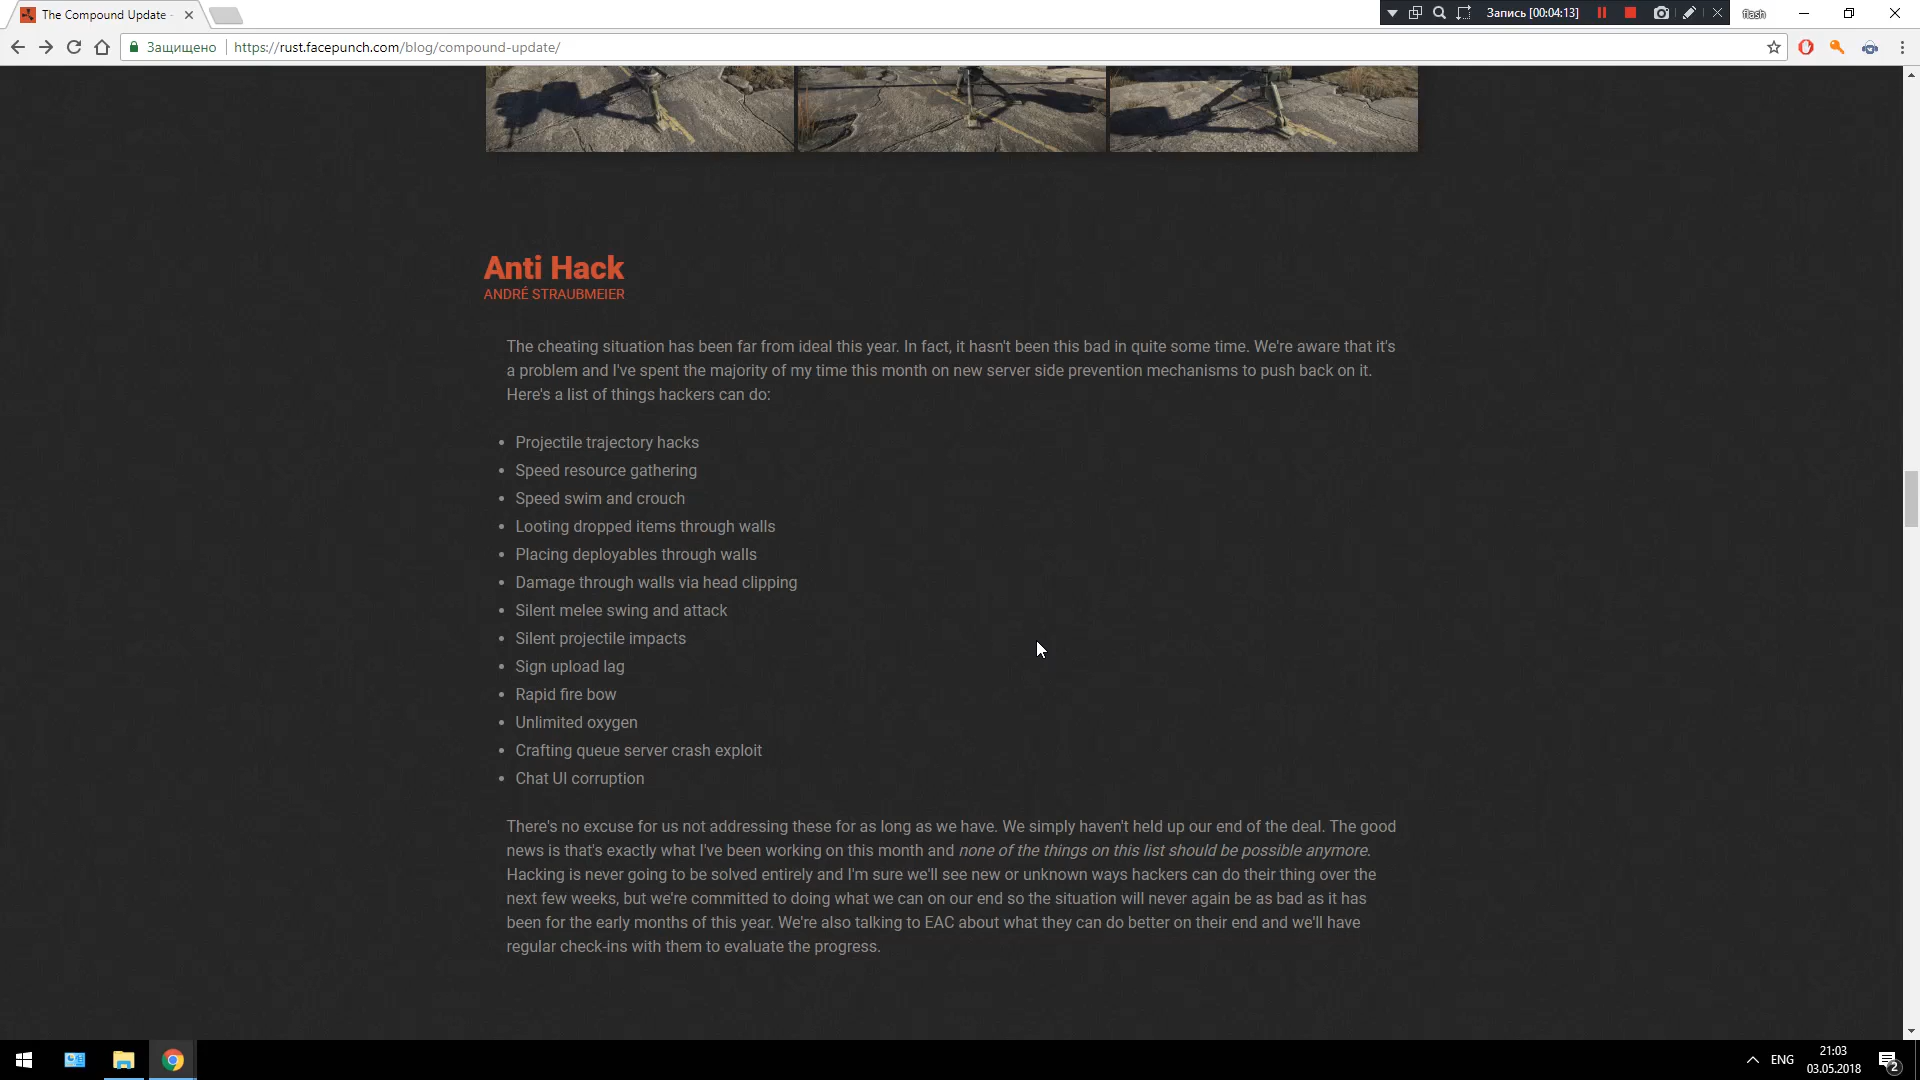 The Compound Update -
Запись [00:04:13]
flash
Защищено
https://rust.facepunch.com/blog/compound-update/
Anti Hack
ANDRÉ STRAUBMEIER
The cheating situation has been far from ideal this year. In fact, it hasn't been this bad in quite some time. We're aware that it's
a problem and I've spent the majority of my time this month on new server side prevention mechanisms to push back on it.
Here's a list of things hackers can do:
• Projectile trajectory hacks
• Speed resource gathering
• Speed swim and crouch
• Looting dropped items through walls
• Placing deployables through walls
• Damage through walls via head clipping
• Silent melee swing and attack
• Silent projectile impacts
• Sign upload lag
• Rapid fire bow
• Unlimited oxygen
• Crafting queue server crash exploit
• Chat UI corruption
There's no excuse for us not addressing these for as long as we have. We simply haven't held up our end of the deal. The good
news is that's exactly what I've been working on this month and none of the things on this list should be possible anymore.
Hacking is never going to be solved entirely and I'm sure we'll see new or unknown ways hackers can do their thing over the
next few weeks, but we're committed to doing what we can on our end so the situation will never again be as bad as it has
been for the early months of this year. We're also talking to EAC about what they can do better on their end and we'll have
regular check-ins with them to evaluate the progress.
ENG
21:03
03.05.2018
2